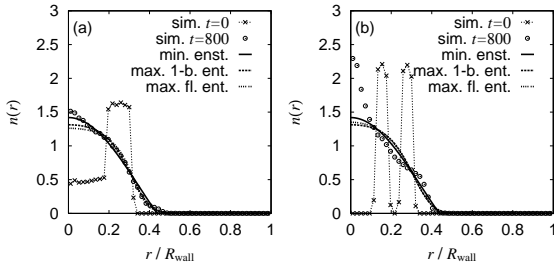 (a)
sim. t=0
sim. t=800
min. enst.
max. 1-b. ent.
max. fl. ent.
n(r)
3
2.5
2
1.5
1
0.5
0
0 0.2 0.4 0.6 0.8 1
r / Rwall
(b)
sim. t=0
sim. t=800
min. enst.
max. 1-b. ent.
max. fl. ent.
n(r)
3
2.5
2
1.5
1
0.5
0
0 0.2 0.4 0.6 0.8 1
r / Rwall